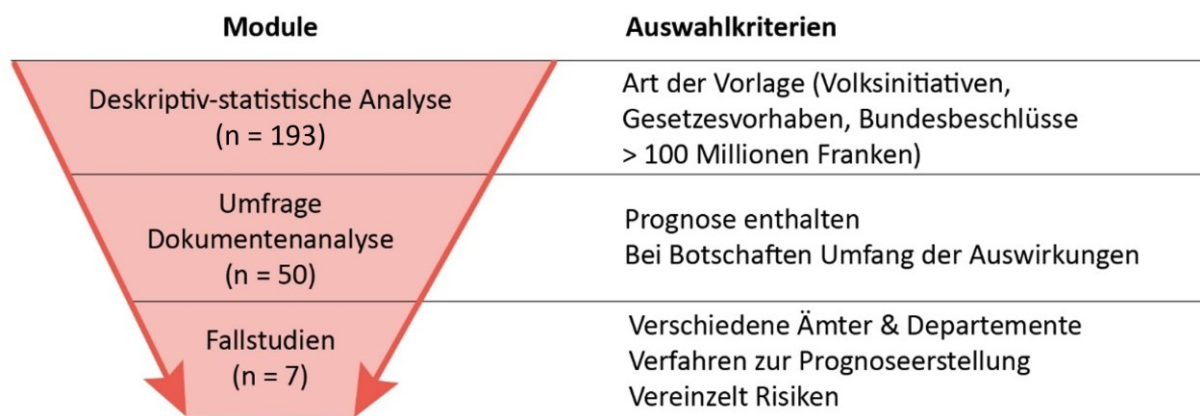 Module
Auswahlkriterien
Deskriptiv-statistische Analyse
(n = 193)
Art der Vorlage (Volksinitiativen,
Gesetzesvorhaben, Bundesbeschlüsse
> 100 Millionen Franken)
Umfrage
Dokumentenanalyse
(n = 50)
Prognose enthalten
Bei Botschaften Umfang der Auswirkungen
Fallstudien
(n = 7)
Verschiedene Ämter & Departemente
Verfahren zur Prognoseerstellung
Vereinzelt Risiken